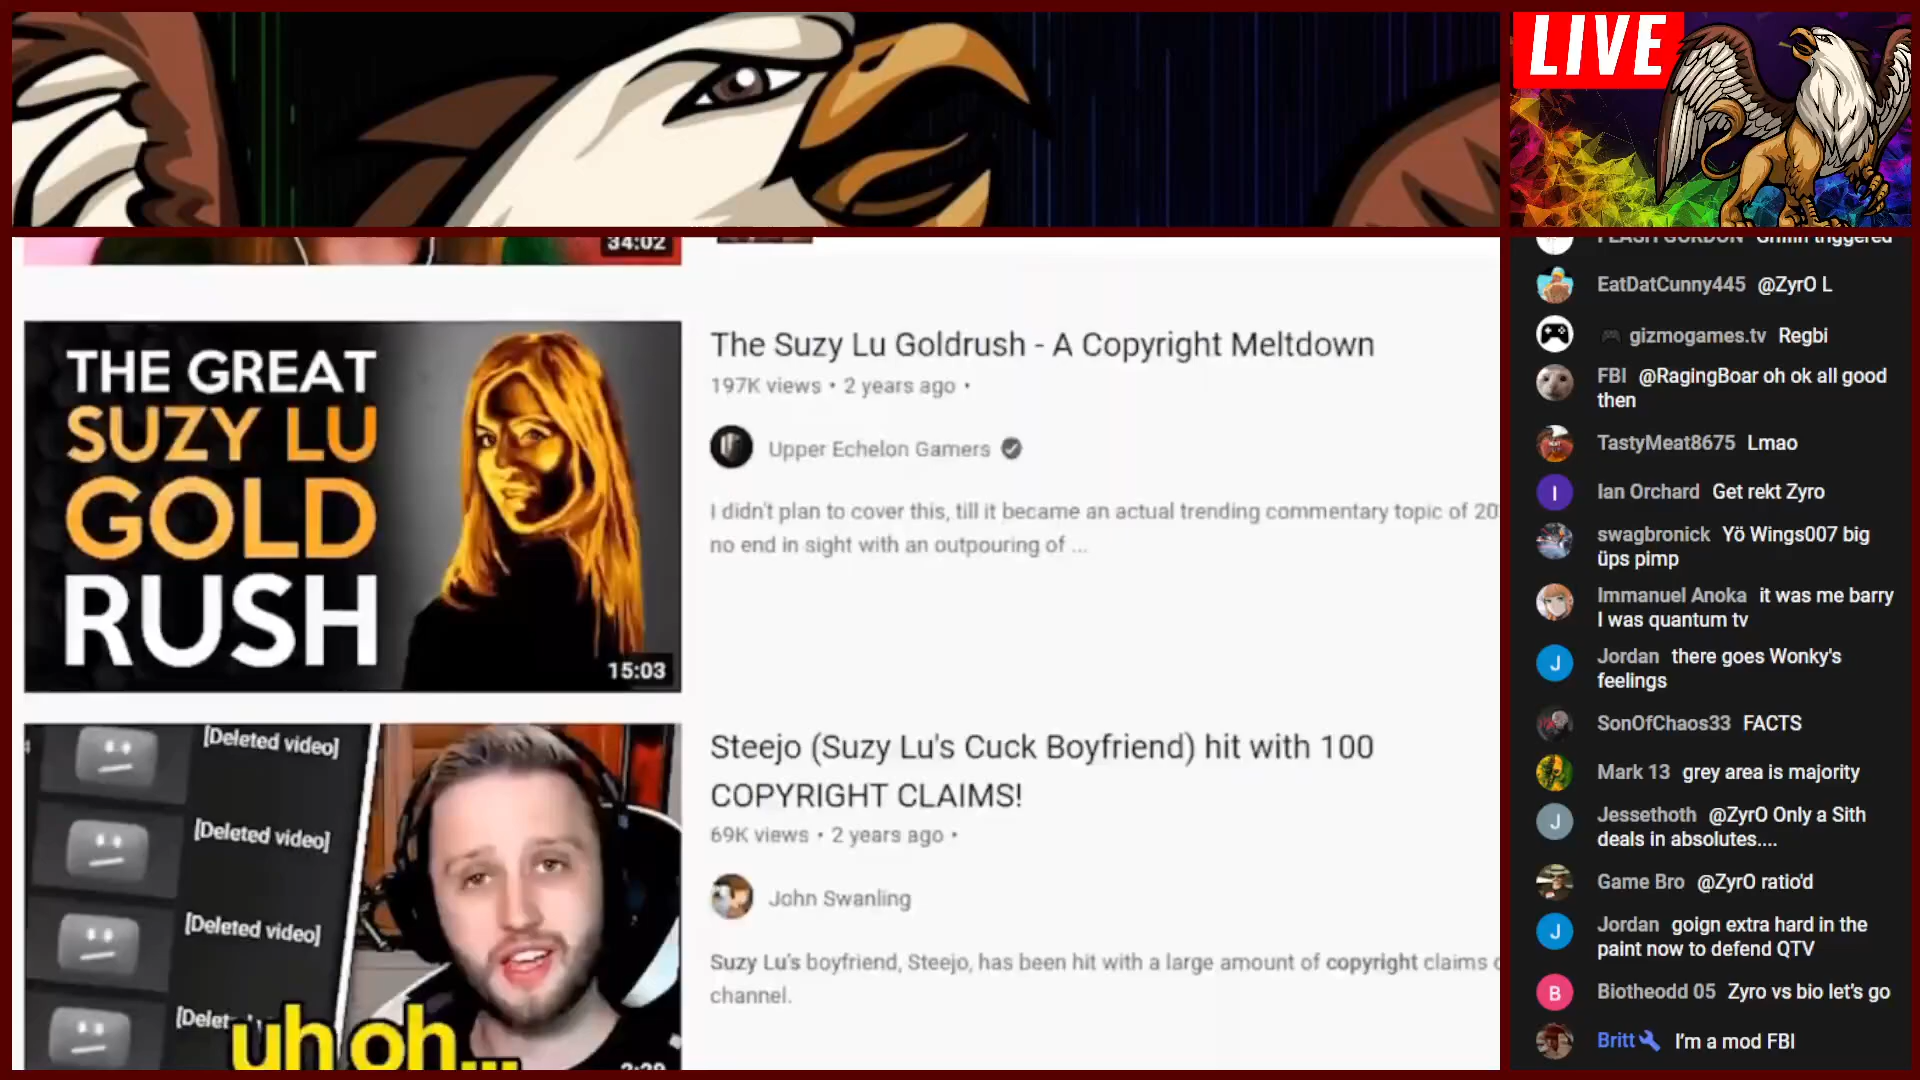 LIVE
34:02
THE GREAT
SUZY LU
GOLD
RUSH
15:03
The Suzy Lu Goldrush - A Copyright Meltdown
197K views • 2 years ago •
Upper Echelon Gamers
I didn't plan to cover this, till it became an actual trending commentary topic of 20
no end in sight with an outpouring of ...
[Deleted video]
[Deleted video]
[Deleted video]
[Delet
uh oh...
Steejo (Suzy Lu's Cuck Boyfriend) hit with 100
COPYRIGHT CLAIMS!
69K views • 2 years ago •
John Swanling
Suzy Lu's boyfriend, Steejo, has been hit with a large amount of copyright claims
channel.
FLASH GORDON Griffin triggered
EatDatCunny445 @ZyrO L
gizmogames.tv Regbi
FBI @RagingBoar oh ok all good
then
TastyMeat8675 Lmao
I
Ian Orchard Get rekt Zyro
swagbronick Yö Wings007 big
üps pimp
Immanuel Anoka it was me barry
I was quantum tv
J
Jordan there goes Wonky's
feelings
SonOfChaos33 FACTS
Mark 13 grey area is majority
J
Jessethoth @ZyrO Only a Sith
deals in absolutes....
Game Bro @ZyrO ratio'd
J
Jordan goign extra hard in the
paint now to defend QTV
B
Biotheodd 05 Zyro vs bio let's go
Britt I'm a mod FBI